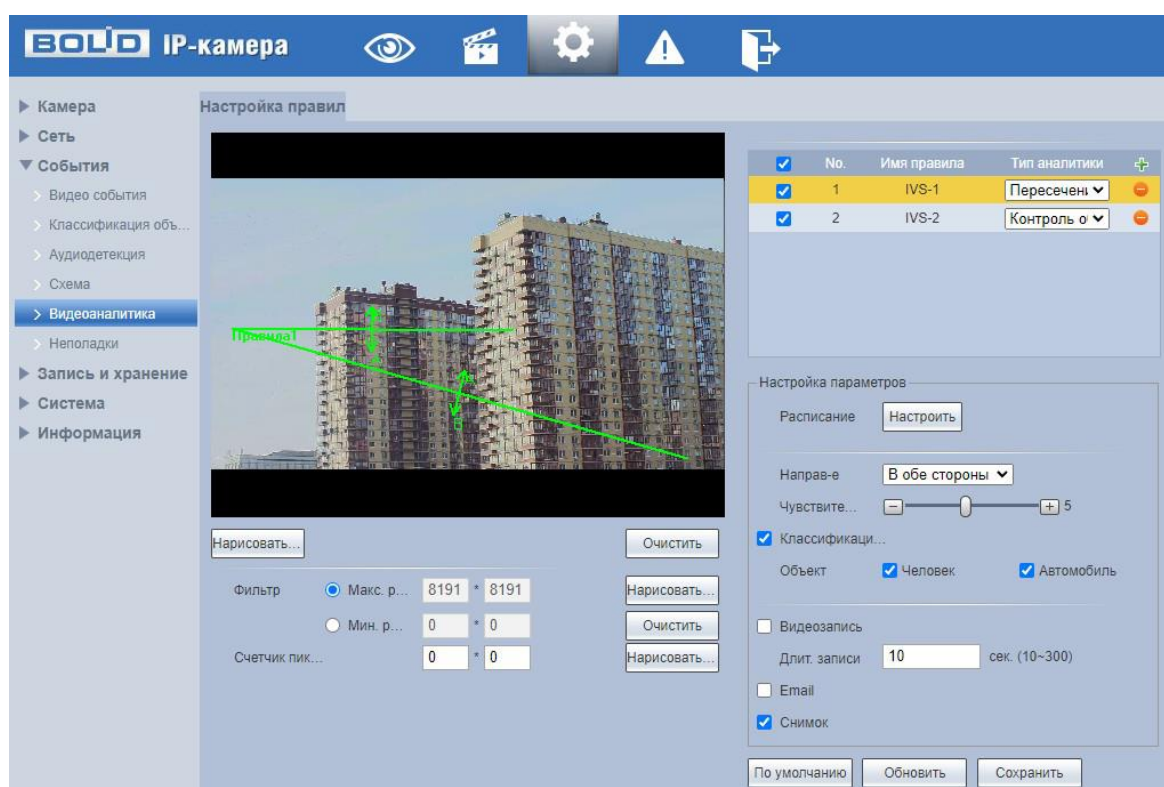 BOLID IP-камера
Камера
Сеть
События
Видео события
Классификация объ...
Аудиодетекция
Схема
Видеоаналитика
Неполадки
Запись и хранение
Система
Информация
Настройка правил
Правила1
A
B
Нарисовать...
Очистить
Фильтр Макс. р... 8191 * 8191 Нарисовать...
Мин. р... 0 * 0 Очистить
Счетчик пик... 0 * 0 Нарисовать...
No. Имя правила Тип аналитики
1 IVS-1 Пересечен
2 IVS-2 Контроль о
Настройка параметров
Расписание Настроить
Направ-е В обе стороны
Чувствите... 5
Классификаци...
Объект Человек Автомобиль
Видеозапись
Длит. записи 10 сек. (10~300)
Email
Снимок
По умолчанию Обновить Сохранить